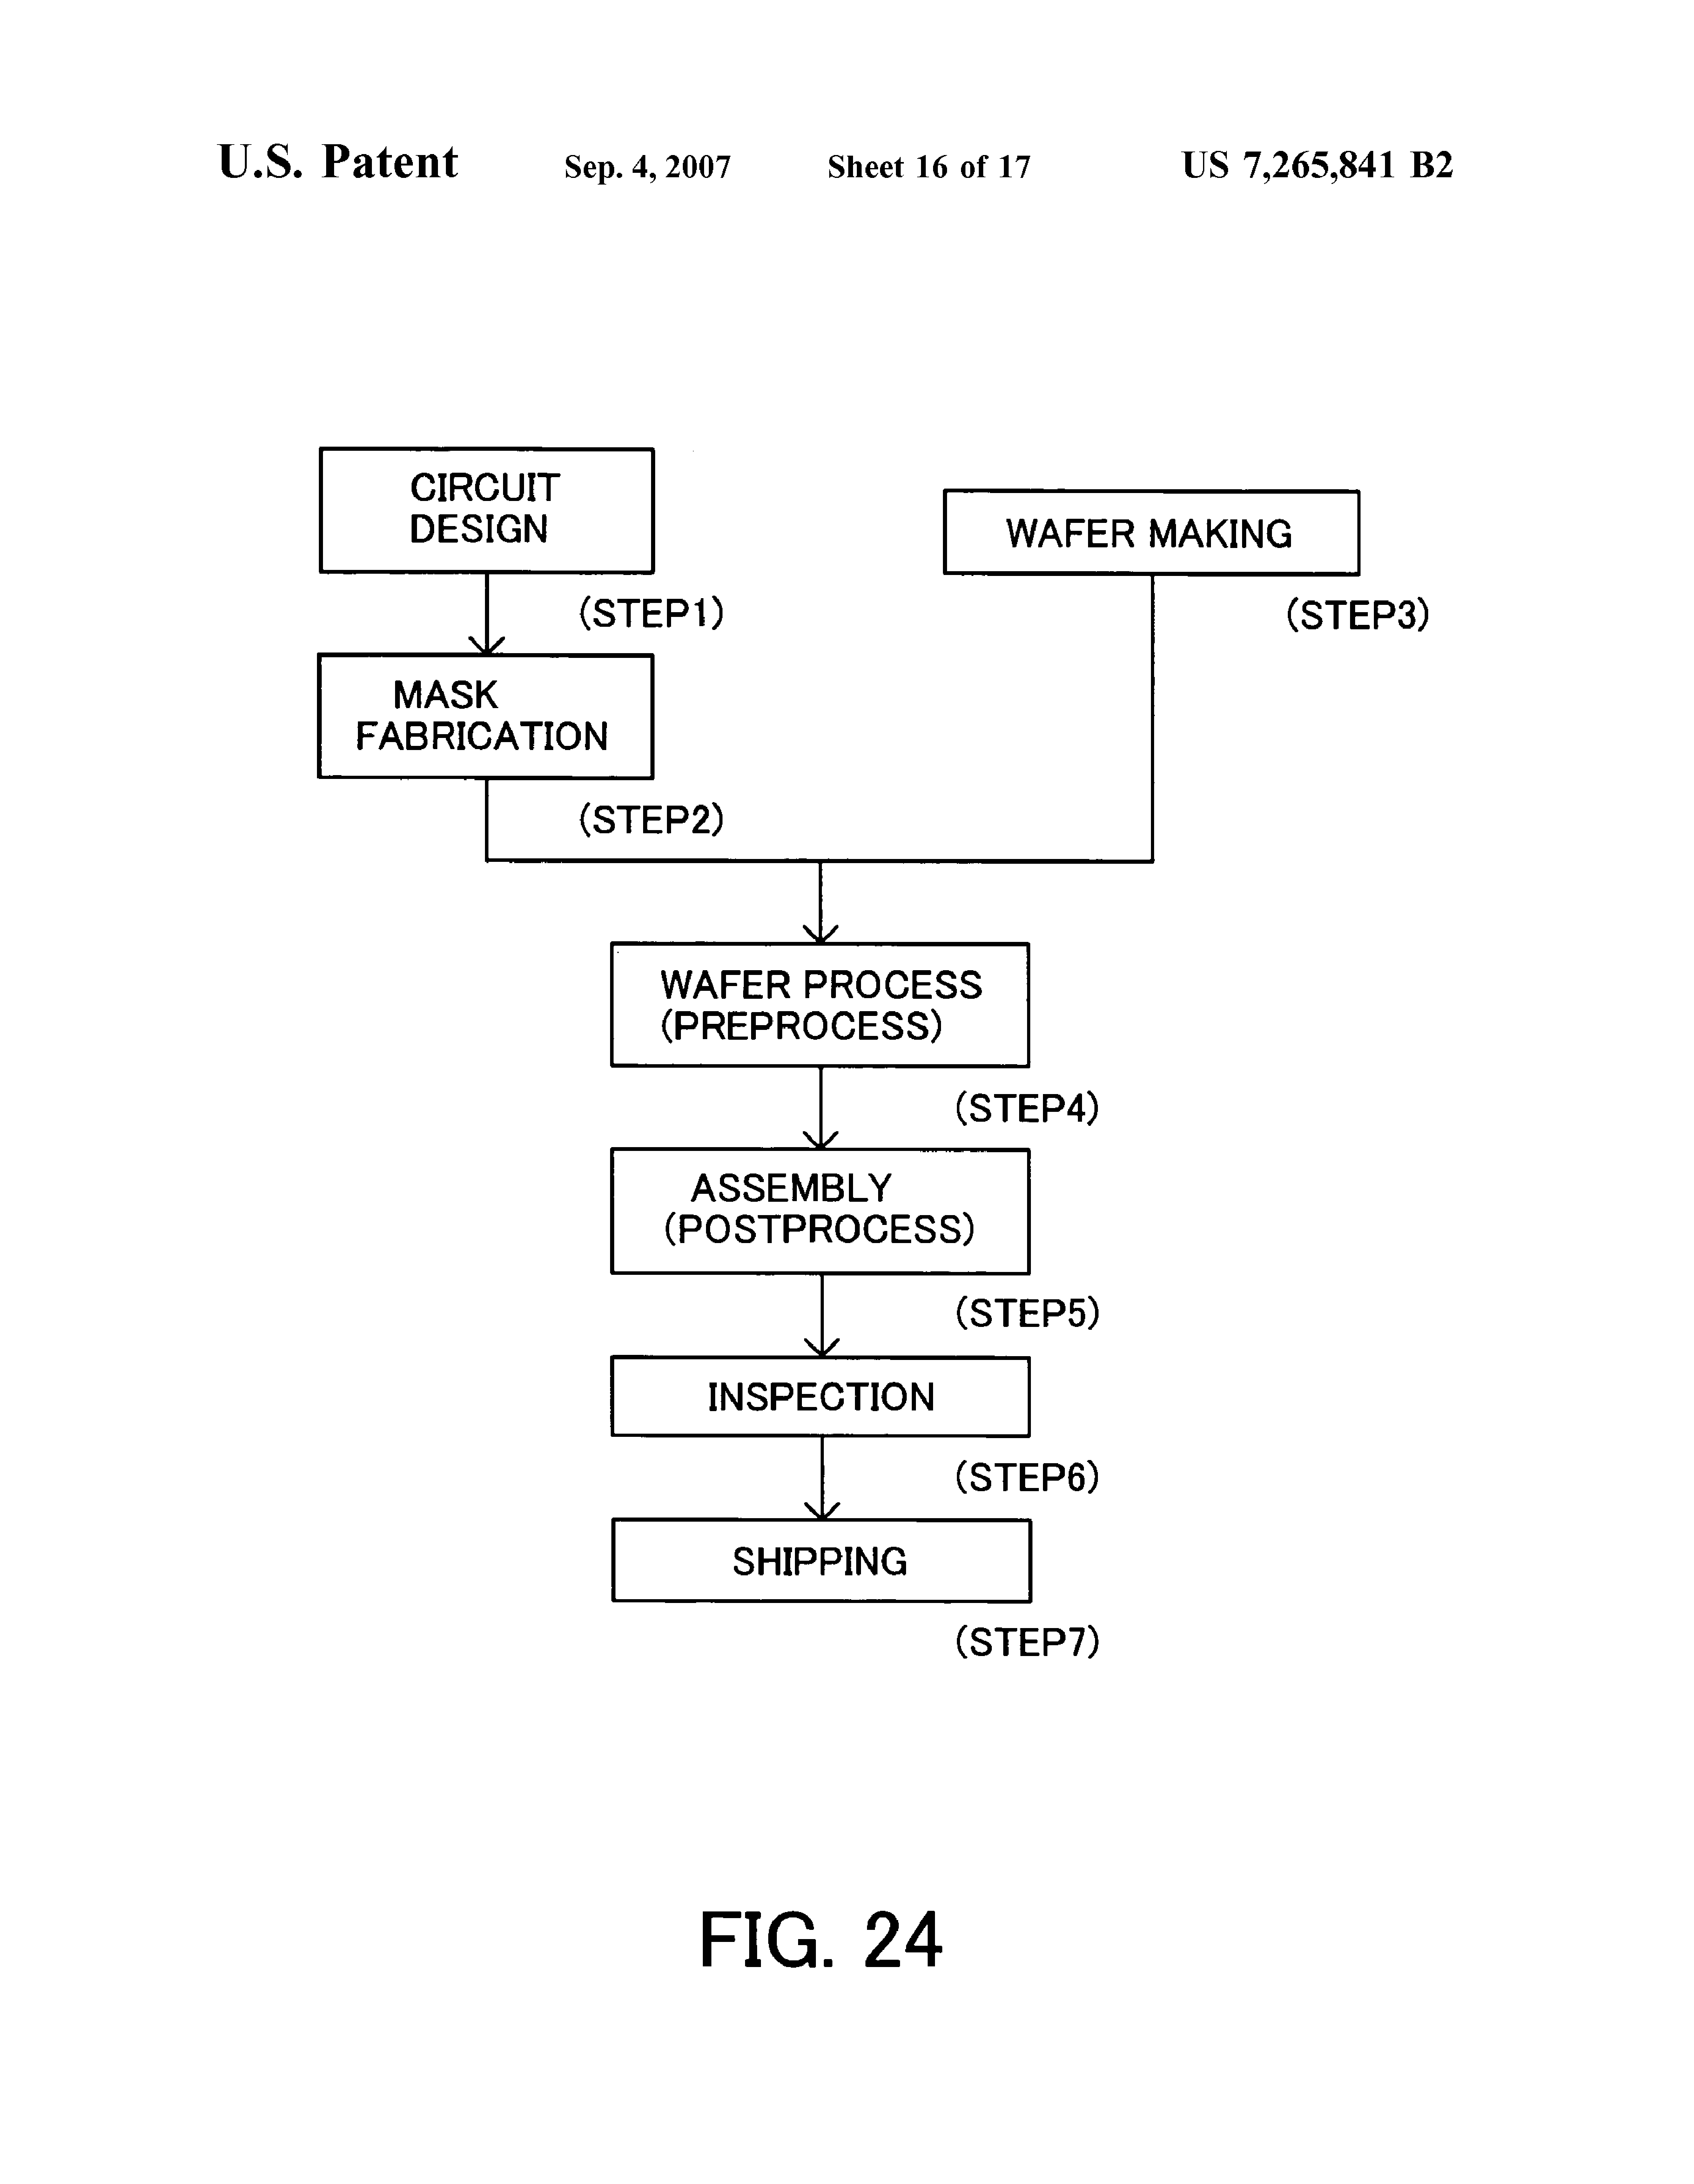 U.S. Patent Sep. 4, 2007 Sheet 16 of 17 US 7,265,841 B2
CIRCUIT
DESIGN
(STEP1)
MASK
FABRICATION
(STEP2)
WAFER MAKING
(STEP3)
WAFER PROCESS
(PREPROCESS)
(STEP4)
ASSEMBLY
(POSTPROCESS)
(STEP5)
INSPECTION
(STEP6)
SHIPPING
(STEP7)
FIG. 24